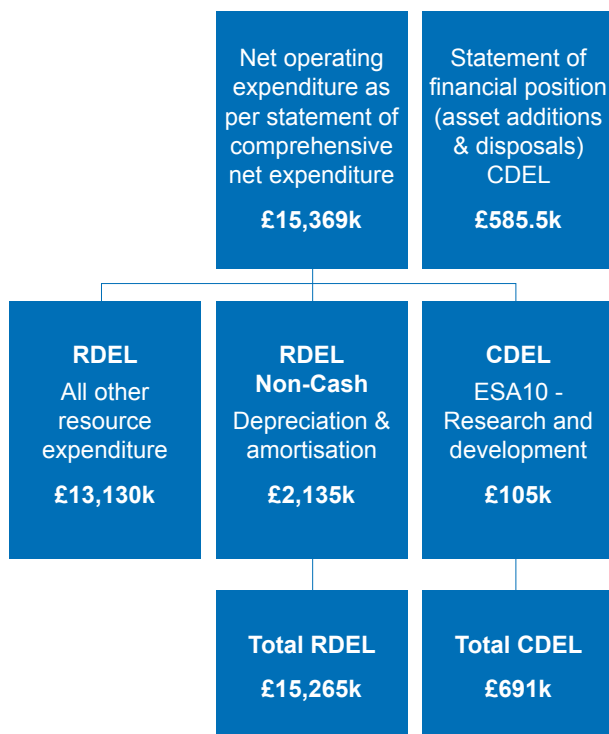 Net operating
expenditure as
per statement of
comprehensive
net expenditure
£15,369k
Statement of
financial position
(asset additions
& disposals)
CDEL
£585.5k
RDEL
All other
resource
expenditure
£13,130k
RDEL
Non-Cash
Depreciation &
amortisation
£2,135k
CDEL
ESA10 -
Research and
development
£105k
Total RDEL
£15,265k
Total CDEL
£691k